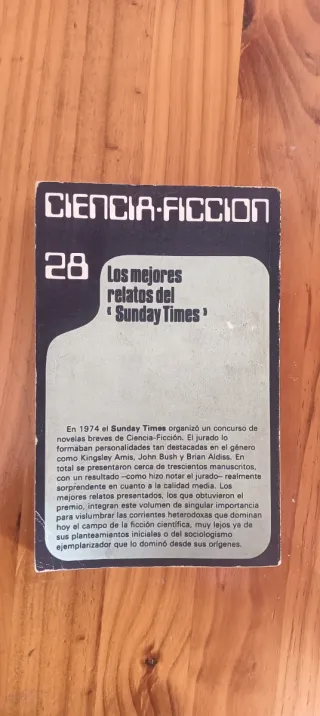 CIENCIA-FICCION
28
Los mejores
relatos del
« Sunday Times »
En 1974 el Sunday Times organizó un concurso de
novelas breves de Ciencia-Ficción. El jurado lo
formaban personalidades tan destacadas en el género
como Kingsley Amis, John Bush y Brian Aldiss. En
total se presentaron cerca de trescientos manuscritos,
con un resultado —como hizo notar el jurado— realmente
sorprendente en cuanto a la calidad media. Los
mejores relatos presentados, los que obtuvieron el
premio, integran este volumen de singular importancia
para vislumbrar las corrientes heterodoxas que dominan
hoy el campo de la ficción científica, muy lejos ya de
sus planteamientos iniciales o del sociologismo
ejemplarizador que lo dominó desde sus orígenes.